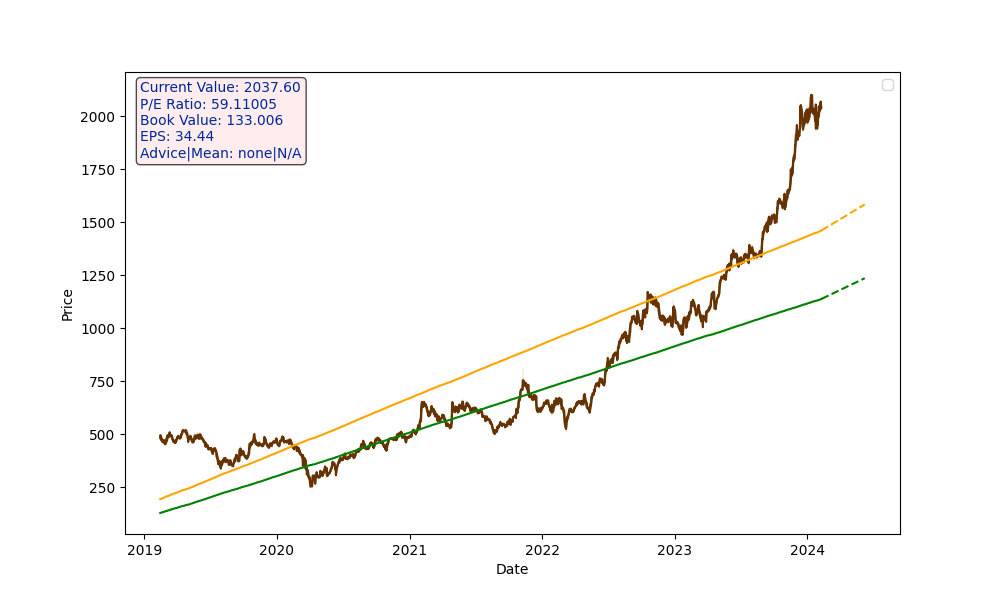 Current Value: 2037.60
P/E Ratio: 59.11005
Book Value: 133.006
EPS: 34.44
Advice|Mean: none|N/A
2000
1750
1500
1250
1000
750
500
250
Price
2019 2020 2021 2022 2023 2024
Date